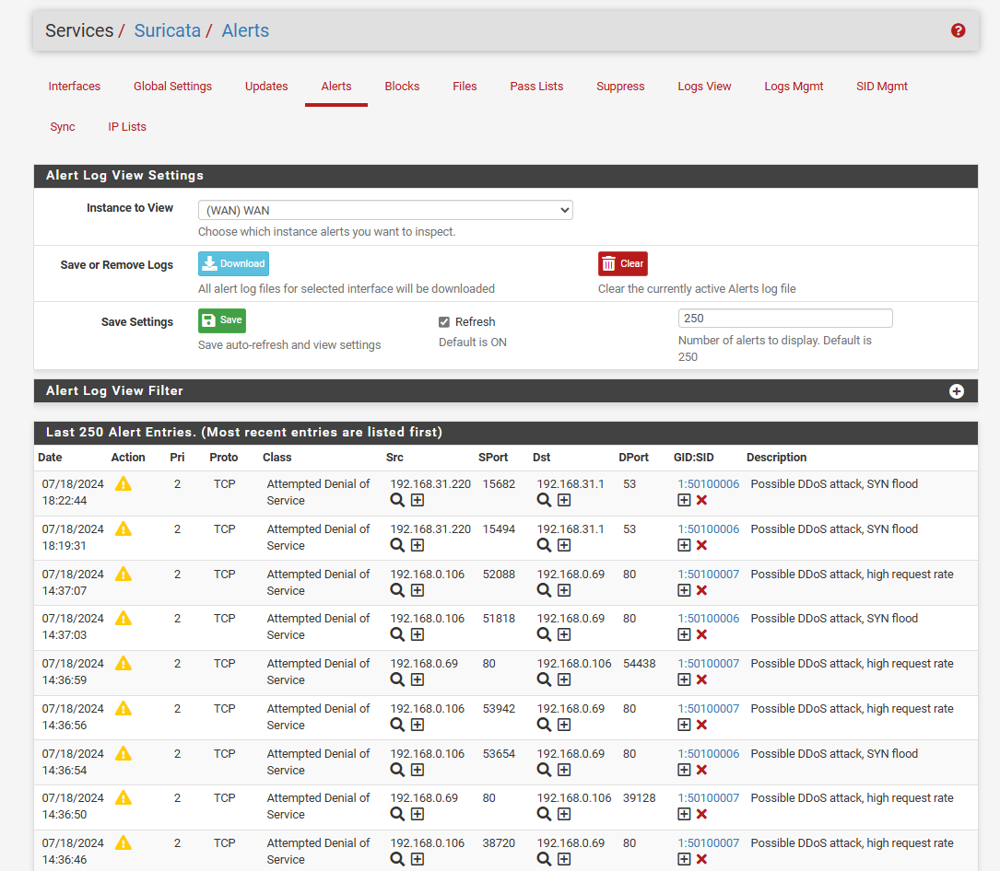 Services / Suricata / Alerts
Interfaces Global Settings Updates Alerts Blocks Files Pass Lists Suppress Logs View Logs Mgmt SID Mgmt
Sync IP Lists
Alert Log View Settings
Instance to View (WAN) WAN
Choose which instance alerts you want to inspect.
Save or Remove Logs Download Clear
All alert log files for selected interface will be downloaded Clear the currently active Alerts log file
Save Settings Save Refresh 250
Save auto-refresh and view settings Default is ON Number of alerts to display. Default is
250
Alert Log View Filter
Last 250 Alert Entries. (Most recent entries are listed first)
Date Action Pri Proto Class Src SPort Dst DPort GID:SID Description
07/18/2024 2 TCP Attempted Denial of 192.168.31.220 15682 192.168.31.1 53 1:50100006 Possible DDoS attack, SYN flood
18:22:44 Service
07/18/2024 2 TCP Attempted Denial of 192.168.31.220 15494 192.168.31.1 53 1:50100006 Possible DDoS attack, SYN flood
18:19:31 Service
07/18/2024 2 TCP Attempted Denial of 192.168.0.106 52088 192.168.0.69 80 1:50100007 Possible DDoS attack, high request rate
14:37:07 Service
07/18/2024 2 TCP Attempted Denial of 192.168.0.106 51818 192.168.0.69 80 1:50100006 Possible DDoS attack, SYN flood
14:37:03 Service
07/18/2024 2 TCP Attempted Denial of 192.168.0.69 80 192.168.0.106 54438 1:50100007 Possible DDoS attack, high request rate
14:36:59 Service
07/18/2024 2 TCP Attempted Denial of 192.168.0.106 53942 192.168.0.69 80 1:50100007 Possible DDoS attack, high request rate
14:36:56 Service
07/18/2024 2 TCP Attempted Denial of 192.168.0.106 53654 192.168.0.69 80 1:50100006 Possible DDoS attack, SYN flood
14:36:54 Service
07/18/2024 2 TCP Attempted Denial of 192.168.0.69 80 192.168.0.106 39128 1:50100007 Possible DDoS attack, high request rate
14:36:50 Service
07/18/2024 2 TCP Attempted Denial of 192.168.0.106 38720 192.168.0.69 80 1:50100007 Possible DDoS attack, high request rate
14:36:46 Service